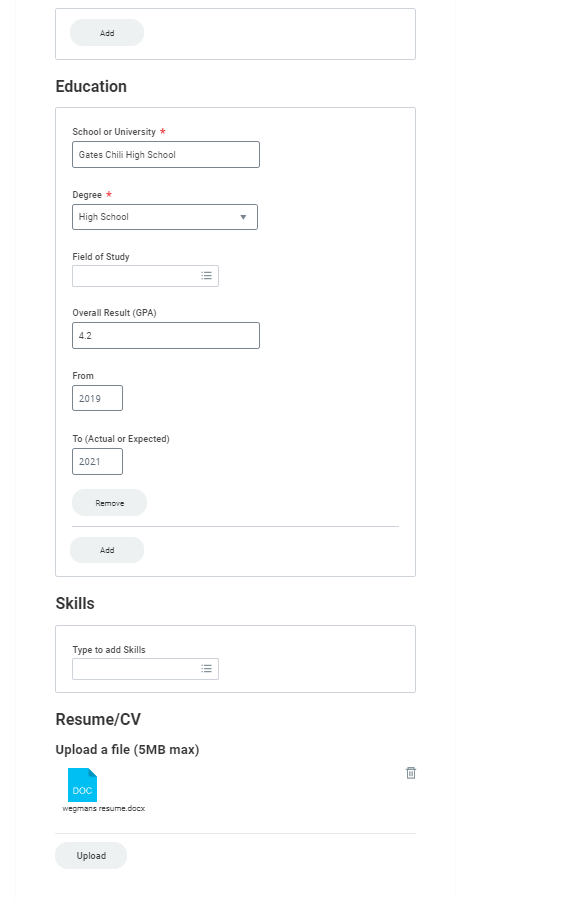 Add
Education
School or University *
Gates Chili High School
Degree *
High School
Field of Study
Overall Result (GPA)
4.2
From
2019
To (Actual or Expected)
2021
Remove
Add
Skills
Type to add Skills
Resume/CV
Upload a file (5MB max)
DOC
wegmans resume.docx
Upload